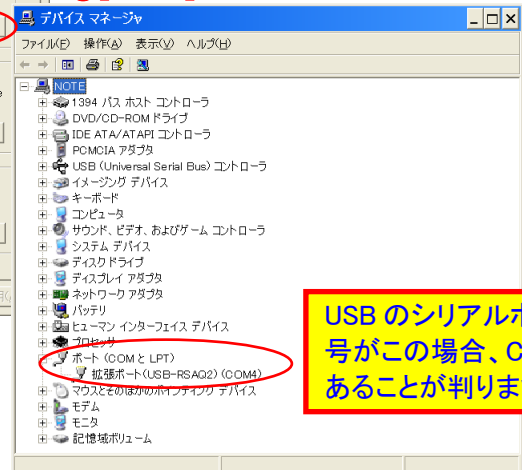 デバイス マネージャ
ファイル(F) 操作(A) 表示(V) ヘルプ(H)
NOTE
1394 バス ホスト コントローラ
DVD/CD-ROM ドライブ
IDE ATA/ATAPI コントローラ
PCMCIA アダプタ
USB (Universal Serial Bus) コントローラ
イメージング デバイス
キーボード
コンピュータ
サウンド、ビデオ、およびゲーム コントローラ
システム デバイス
ディスク ドライブ
ディスプレイ アダプタ
ネットワーク アダプタ
バッテリ
ヒューマン インターフェイス デバイス
プロセッサ
ポート (COM と LPT)
拡張ポート(USB-RSAQ2) (COM4)
マウスとそのほかのポインティング デバイス
モデム
モニタ
記憶域ボリューム
USB のシリアルポ
号がこの場合、C
あることが判りま